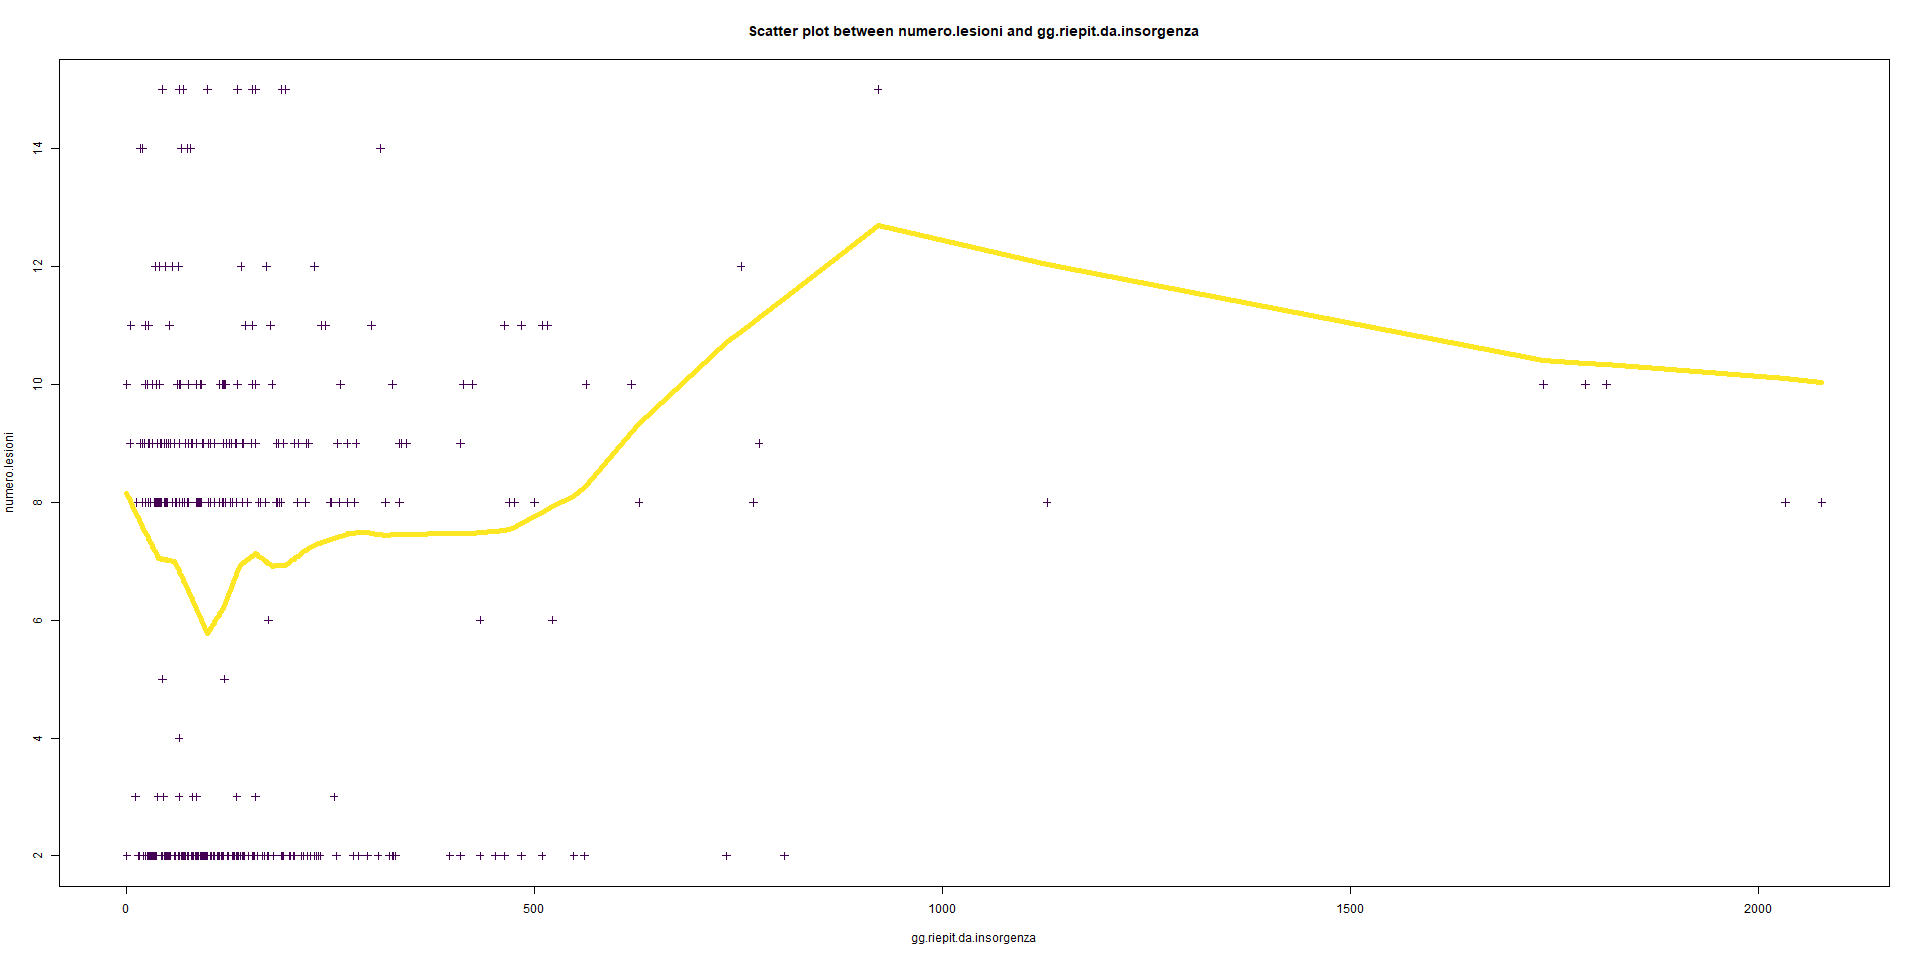 Scatter plot between numero.lesioni and gg.riepit.da.insorgenza
14
12
10
8
6
4
2
numero.lesioni
0 500 1000 1500 2000
gg.riepit.da.insorgenza